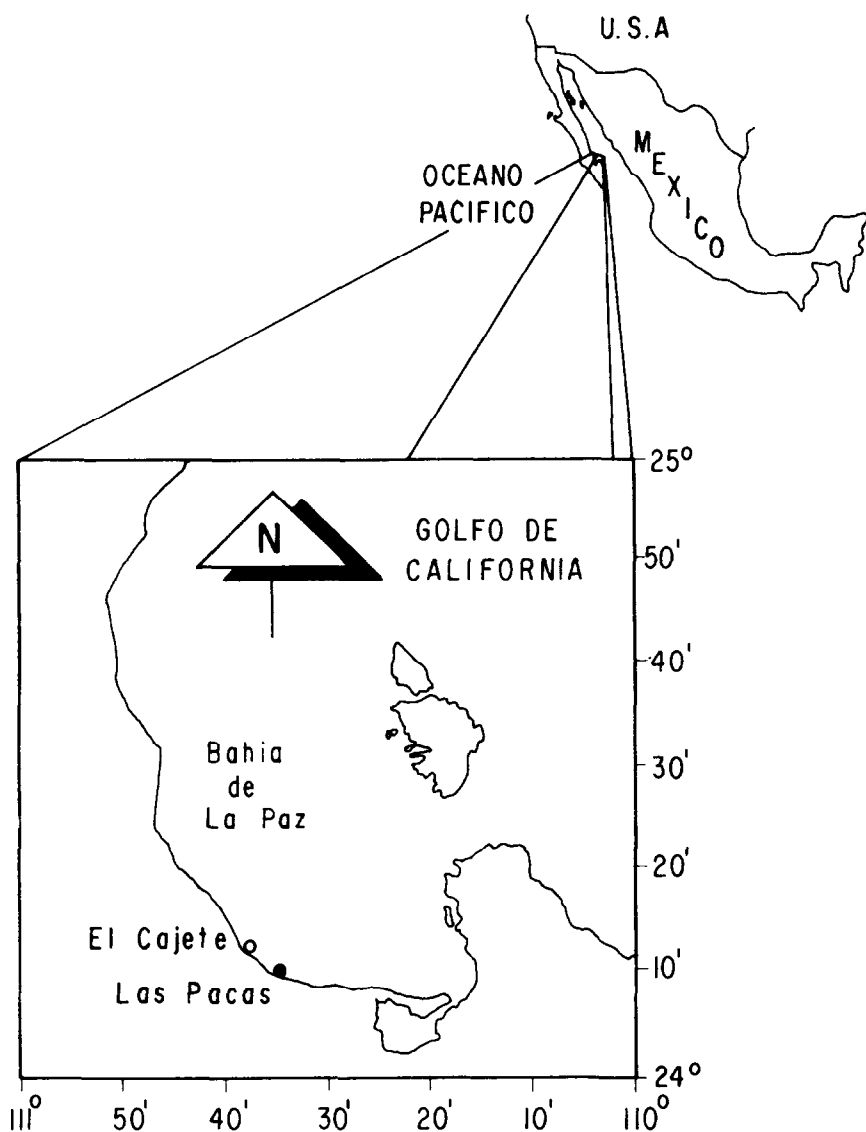 U.S.A
MEXICO
OCEANO
PACIFICO
25°
N
GOLFO DE
CALIFORNIA
50'
40'
Bahia
de
La Paz
30'
20'
El Cajete
10'
Las Pacas
24°
111° 50' 40' 30' 20' 10' 110°